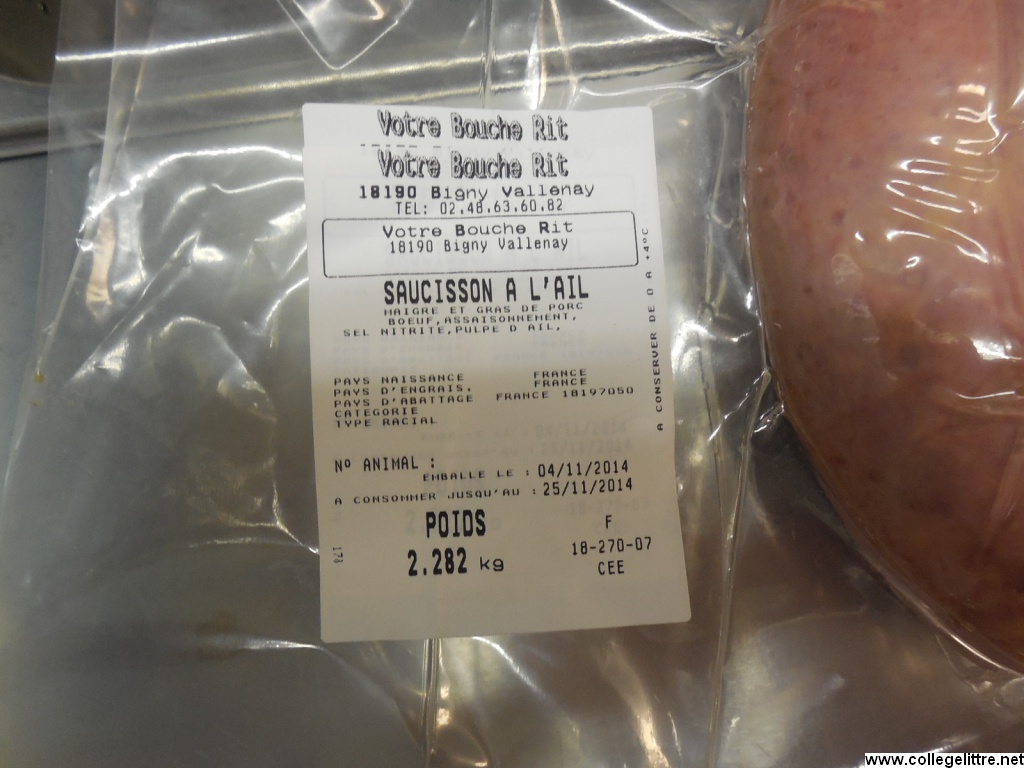 Votre Bouche Rit
Votre Bouche Rit
18190 Bigny Vallenay
TEL: 02.48.63.60.82
Votre Bouche Rit
18190 Bigny Vallenay
SAUCISSON A L'AIL
MAIGRE ET GRAS DE PORC
BOEUF,ASSAISONNEMENT,
SEL NITRITE,PULPE D AIL,
PAYS NAISSANCE FRANCE
PAYS D'ENGRAIS. FRANCE
PAYS D'ABATTAGE FRANCE 18197050
CATEGORIE
TYPE RACIAL
Nº ANIMAL :
EMBALLE LE : 04/11/2014
A CONSOMMER JUSQU'AU : 25/11/2014
POIDS F
2.282 kg 18-270-07
CEE
A CONSERVER DE 0 A +4ºC
www.collegelittre.net